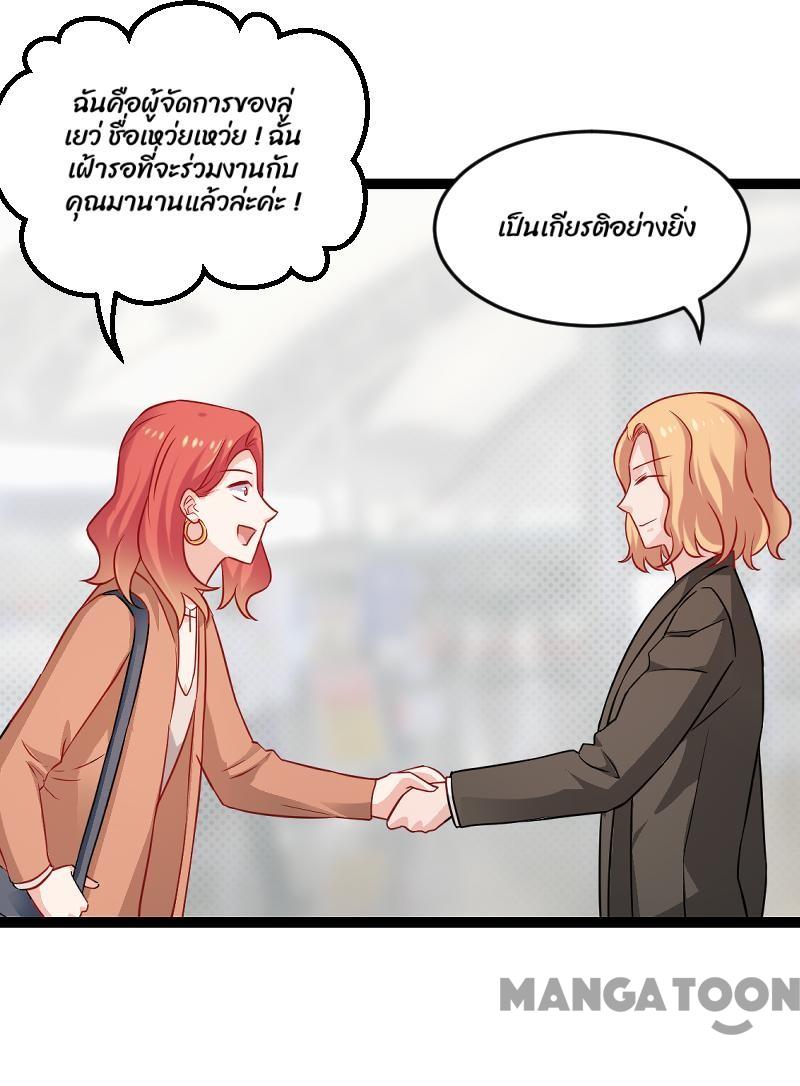 ฉันคือผู้จัดการของลู่
เยว่ ชื่อเหว่ยเหว่ย ! ฉัน
เฝ้ารอที่จะร่วมงานกับ
คุณมานานแล้วล่ะค่ะ !
เป็นเกียรติอย่างยิ่ง
MANGATOON